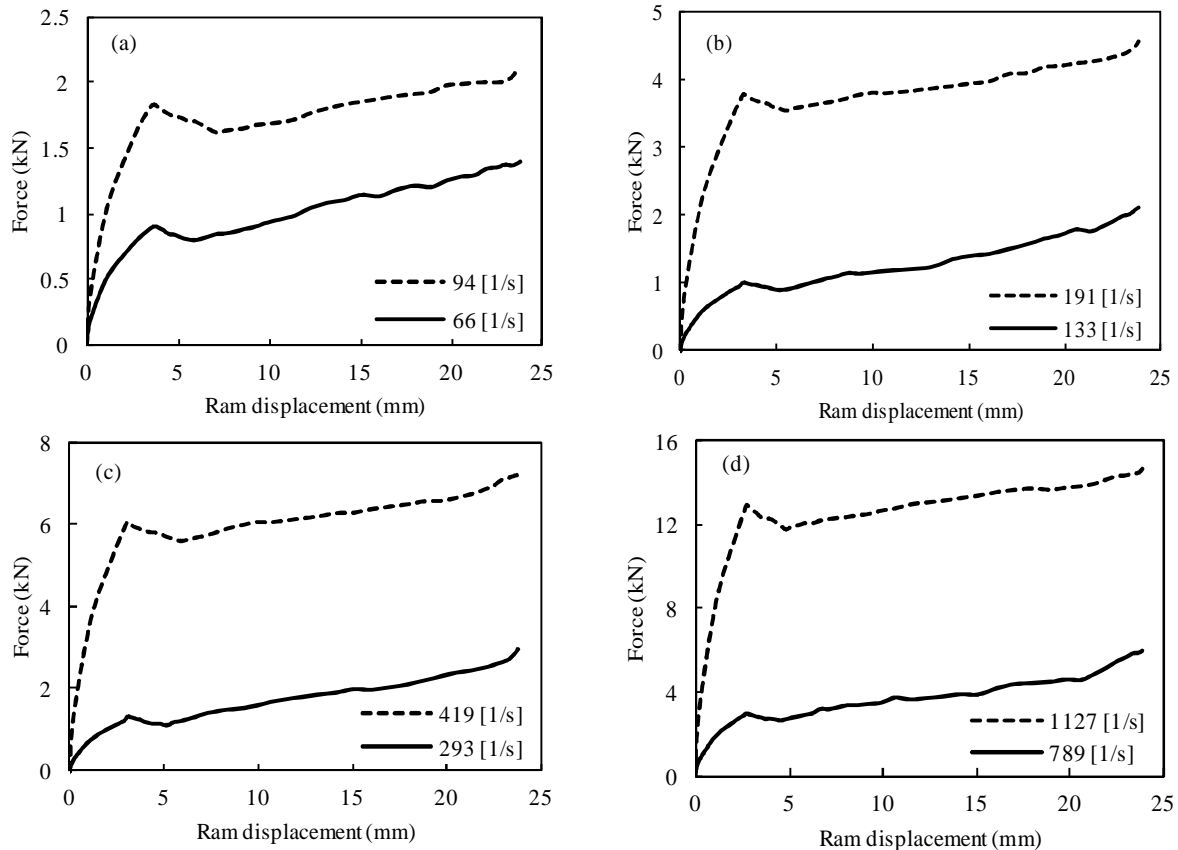 (a)
Force (kN)
2.5
2
1.5
1
0.5
0
94 [1/s]
66 [1/s]
0 5 10 15 20 25
Ram displacement (mm)
(b)
Force (kN)
5
4
3
2
1
0
191 [1/s]
133 [1/s]
0 5 10 15 20 25
Ram displacement (mm)
(c)
Force (kN)
8
6
4
2
0
419 [1/s]
293 [1/s]
0 5 10 15 20 25
Ram displacement (mm)
(d)
Force (kN)
16
12
8
4
0
1127 [1/s]
789 [1/s]
0 5 10 15 20 25
Ram displacement (mm)